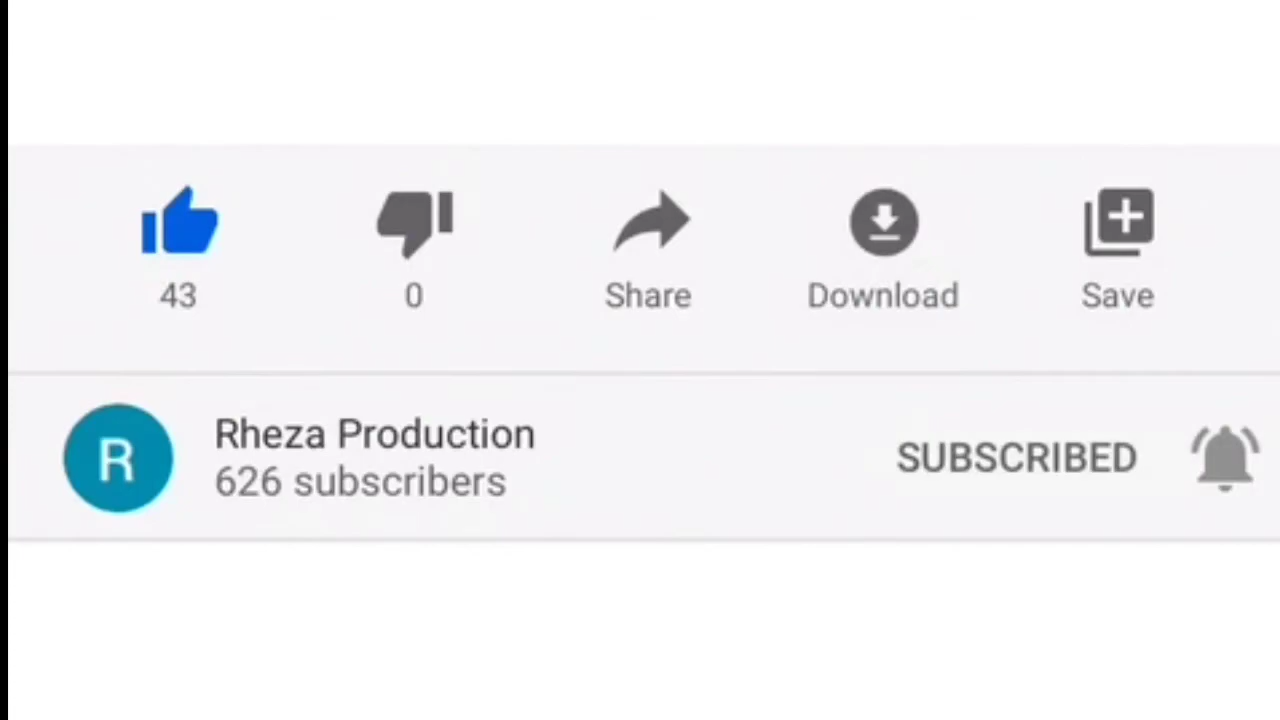 43
0
Share
Download
Save
R
Rheza Production
626 subscribers
SUBSCRIBED